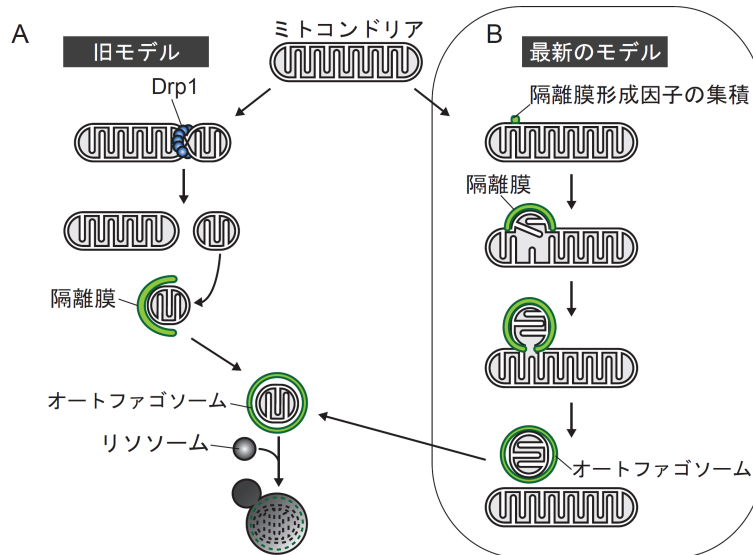 A
旧モデル
ミトコンドリア
B
最新のモデル
Drp1
隔離膜形成因子の集積
隔離膜
隔離膜
オートファゴソーム
リソソーム
オートファゴソーム